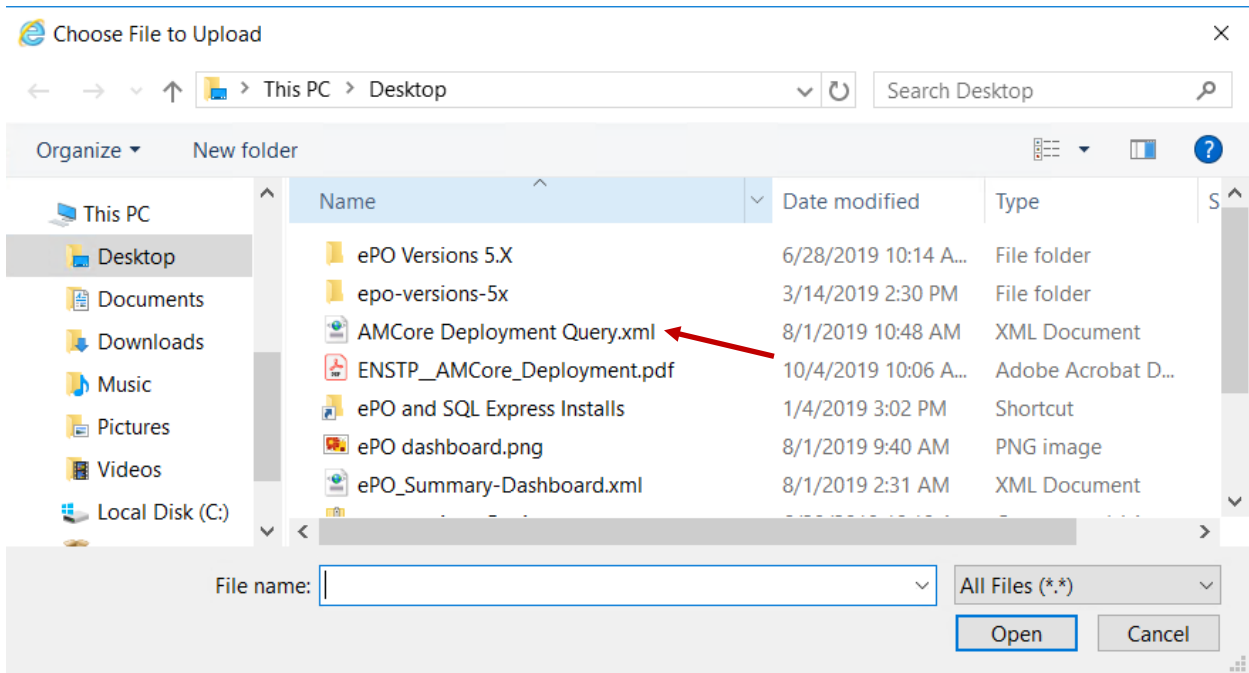 Choose File to Upload
This PC > Desktop
Search Desktop
Organize
New folder
?
Name
Date modified
Type
S
This PC
Desktop
Documents
Downloads
Music
Pictures
Videos
Local Disk (C:)
ePO Versions 5.X 6/28/2019 10:14 A... File folder
epo-versions-5x 3/14/2019 2:30 PM File folder
AMCore Deployment Query.xml 8/1/2019 10:48 AM XML Document
ENSTP__AMCore_Deployment.pdf 10/4/2019 10:06 A... Adobe Acrobat D...
ePO and SQL Express Installs 1/4/2019 3:02 PM Shortcut
ePO dashboard.png 8/1/2019 9:40 AM PNG image
ePO_Summary-Dashboard.xml 8/1/2019 2:31 AM XML Document
File name:
All Files (*.*)
Open
Cancel